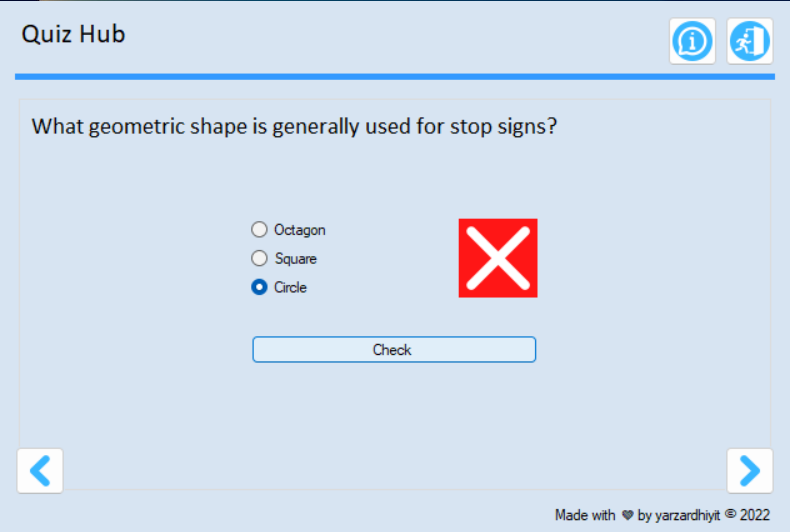 Quiz Hub
What geometric shape is generally used for stop signs?
Octagon
Square
Circle
Check
Made with ❤ by yarzardhiyit © 2022